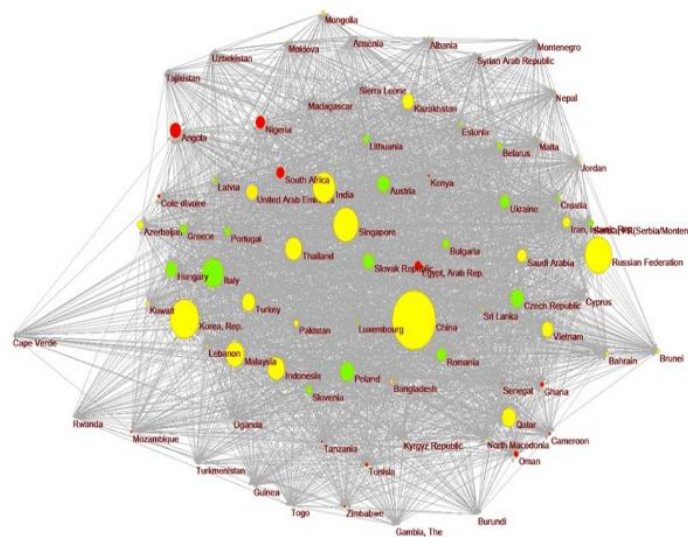 Mongolia
Moldova
Armenia
Albania
Montenegro
Uzbekistan
Syrian Arab Republic
Tajikistan
Sierra Leone
Nepal
Madagascar
Kazakhstan
Nigeria
Angola
Estonia
Lithuania
Belarus
Malta
Jordan
South Africa
Kenya
Latvia
Austria
United Arab Emirates
India
Cote divoire
Ukraine
Croatia
Azerbaijan
Greece
Portugal
Singapore
Iran, Islamic Rep.
Bulgaria
Thailand
Saudi Arabia
Russian Federation
Hungary
Italy
Slovak Republic
Egypt, Arab Rep.
Kuwait
Turkey
Czech Republic
Cyprus
Korea, Rep.
Pakistan
Luxembourg
China
Sri Lanka
Vietnam
Cape Verde
Lebanon
Malaysia
Romania
Bahrain
Brunei
Indonesia
Poland
Bangladesh
Slovenia
Senegal
Ghana
Rwanda
Mozambique
Uganda
Qatar
Tanzania
Kyrgyz Republic
North Macedonia
Cameroon
Turkmenistan
Tunisia
Oman
Guinea
Togo
Zimbabwe
Gambia, The
Burundi